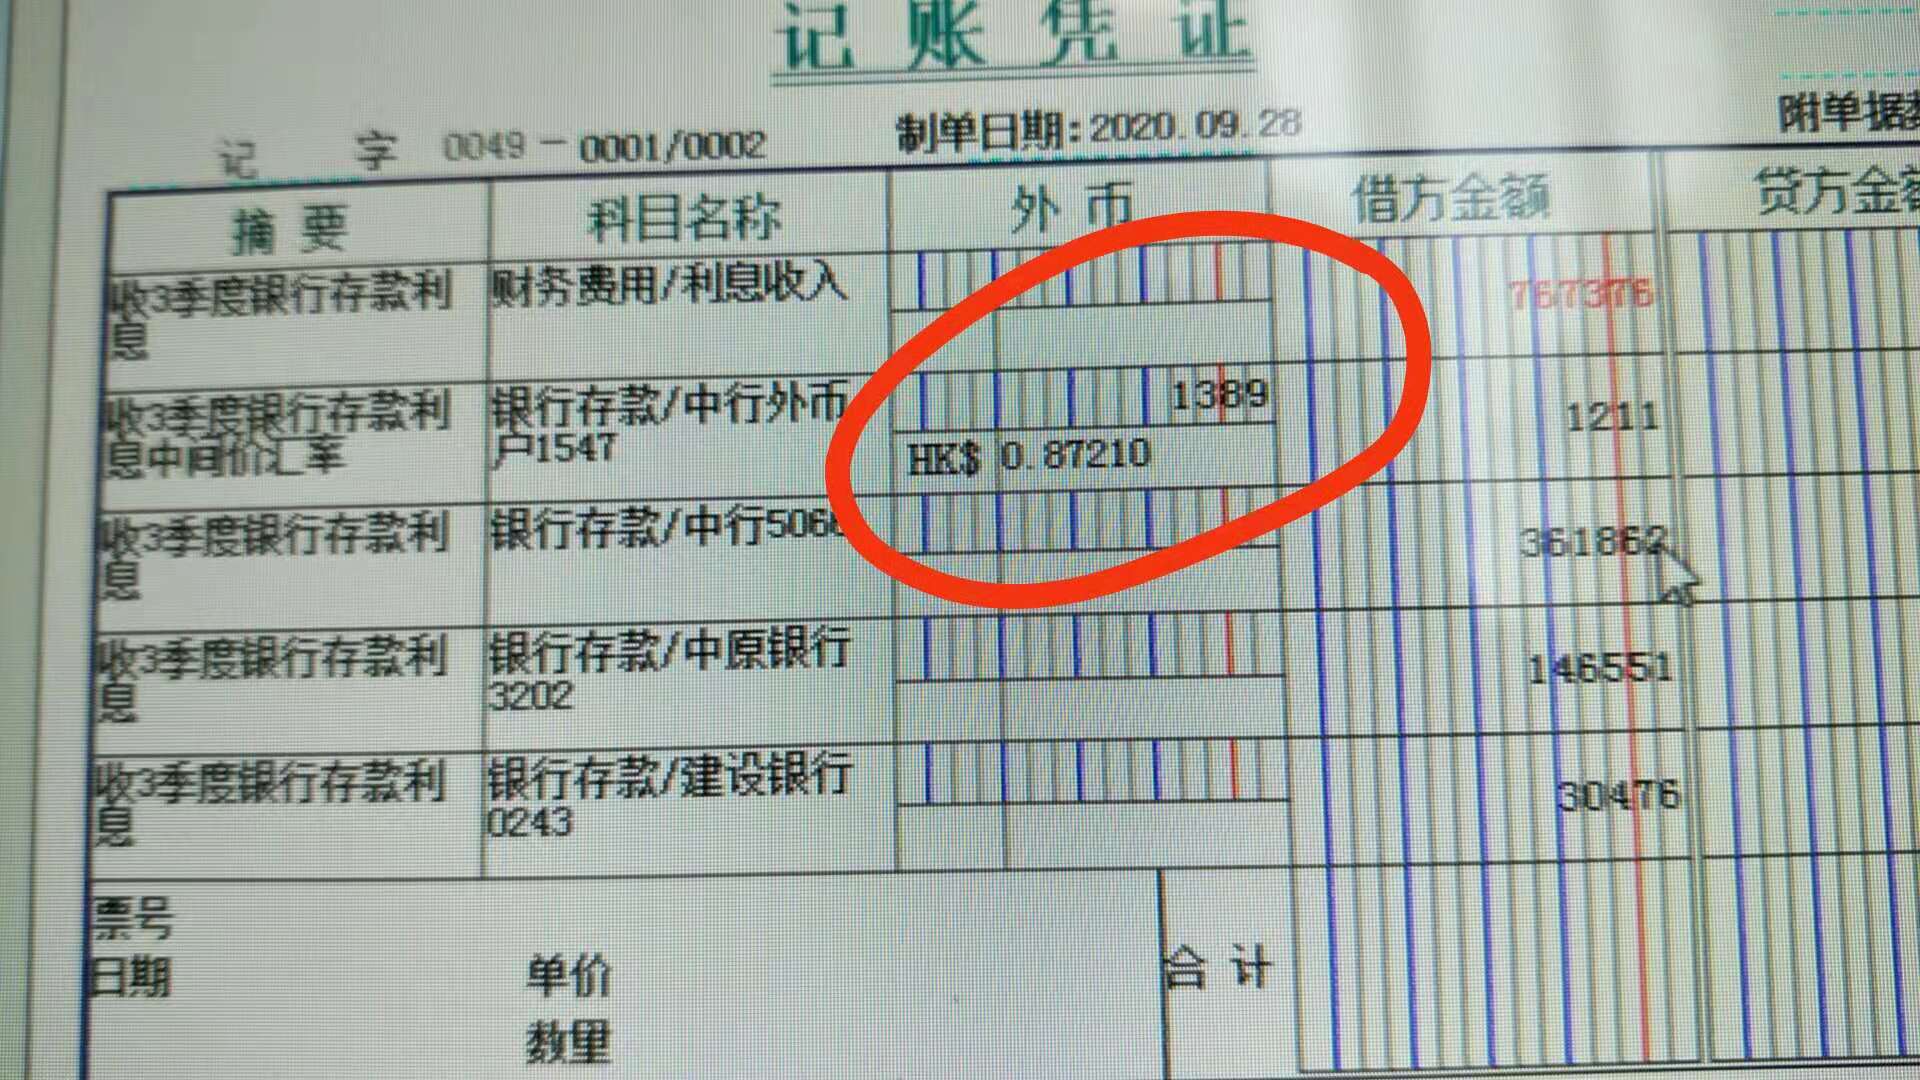 记 账 凭 证
记 字 0049 - 0001/0002 制单日期:2020.09.28 附单据
摘 要 科目名称 外 币 借方金额 贷方金额
收3季度银行存款利 财务费用/利息收入 767376
息
收3季度银行存款利 银行存款/中行外币 1389 1211
息中间价汇率 户1547 HK$ 0.87210
收3季度银行存款利 银行存款/中行506 361862
息
收3季度银行存款利 银行存款/中原银行 146551
息 3202
收3季度银行存款利 银行存款/建设银行 30476
息 0243
票号
日期 单价 合 计
数量